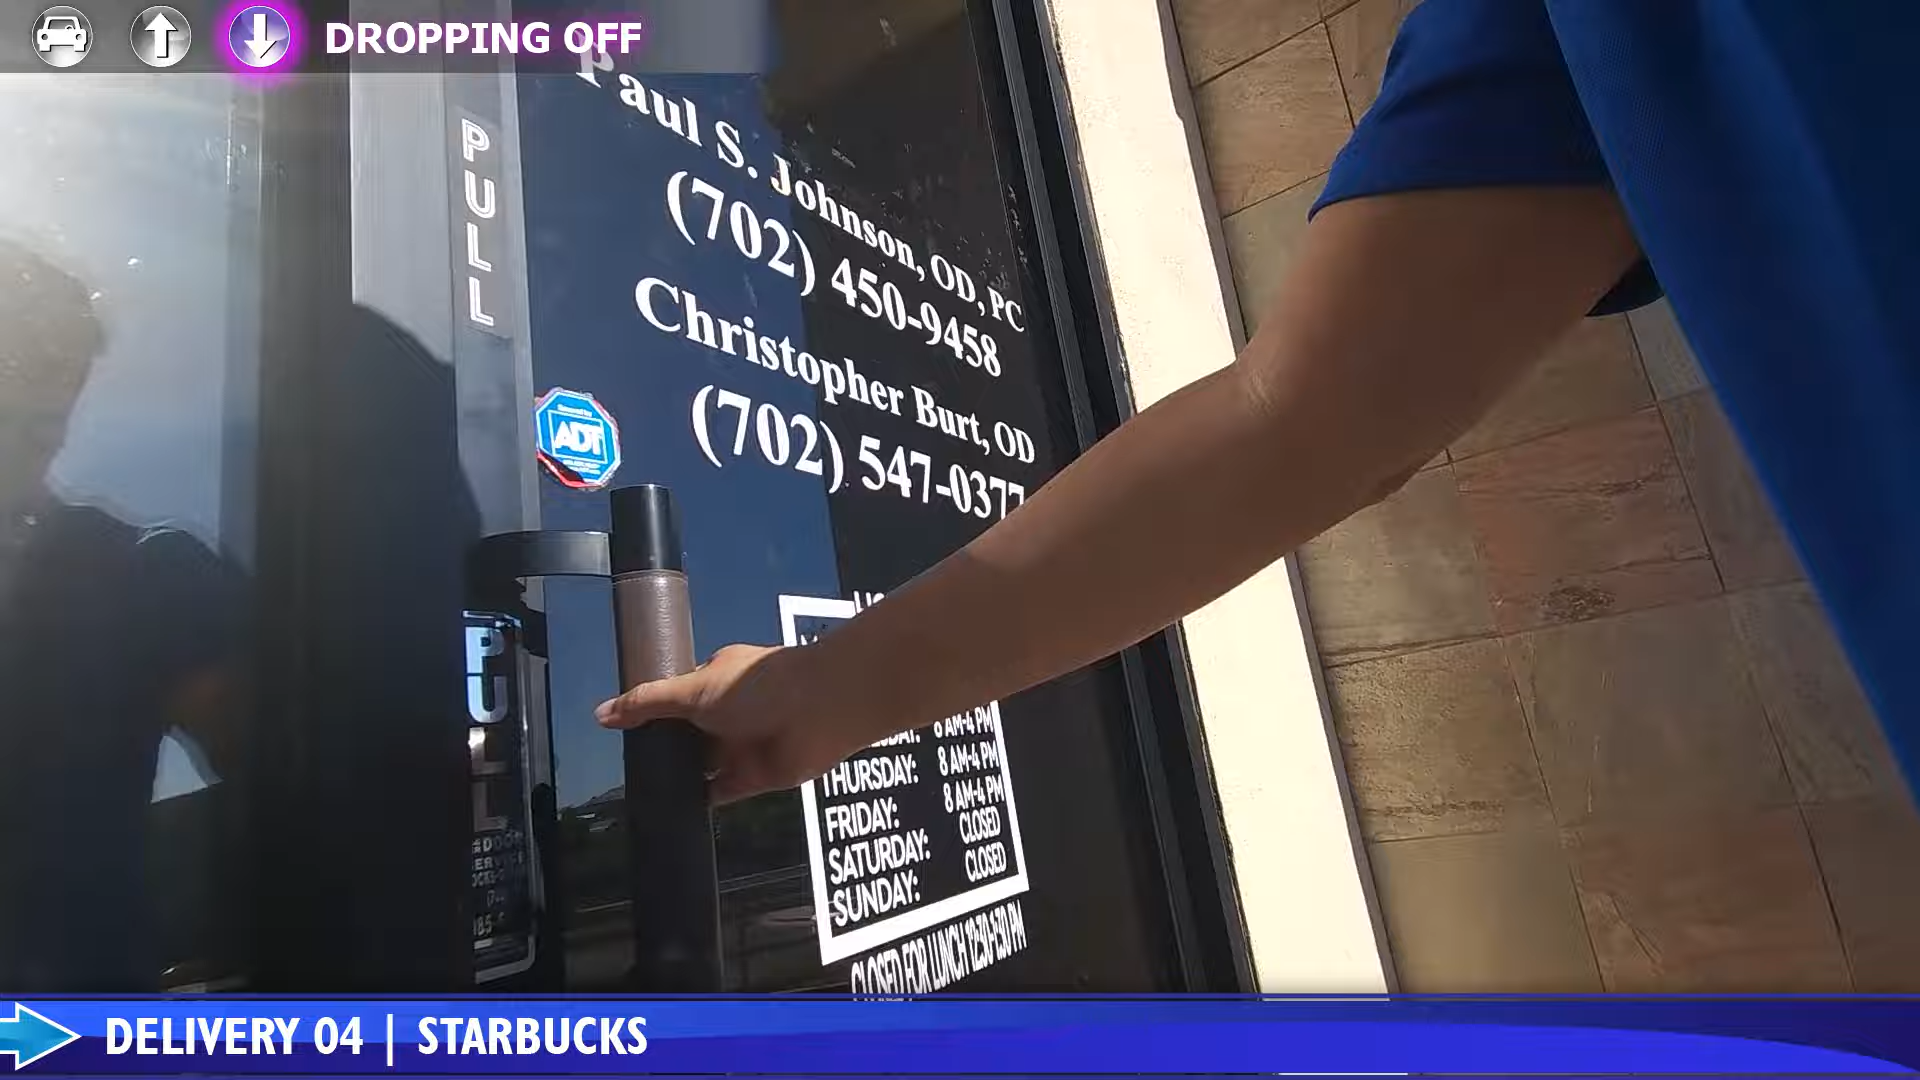 DROPPING OFF
PULL
Paul S. Johnson, OD, PC
(702) 450-9458
Christopher Burt, OD
(702) 547-0377
ADT
PULL
8 AM-4 PM
THURSDAY: 8 AM-4 PM
FRIDAY: 8 AM-4 PM
SATURDAY: CLOSED
SUNDAY: CLOSED
CLOSED FOR LUNCH 12:30-1:30 PM
DELIVERY 04 | STARBUCKS